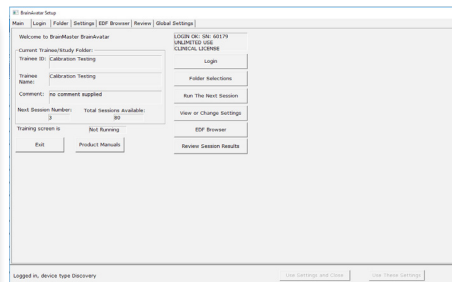 BrainAvatar Setup
Main Login Folder Settings EDF Browser Review Global Settings
Welcome to BrainMaster BrainAvatar
Current Trainee/Study Folder:
Trainee ID: Calibration Testing
Trainee Name: Calibration Testing
Comment: no comment supplied
Next Session Number: Total Sessions Available:
3 80
Training screen is Not Running
Exit Product Manuals
LOGIN OK: SN: 60179
UNLIMITED USE
CLINICAL LICENSE
Login
Folder Selections
Run The Next Session
View or Change Settings
EDF Browser
Review Session Results
Logged in, device type Discovery
Use Settings and Close Use These Settings